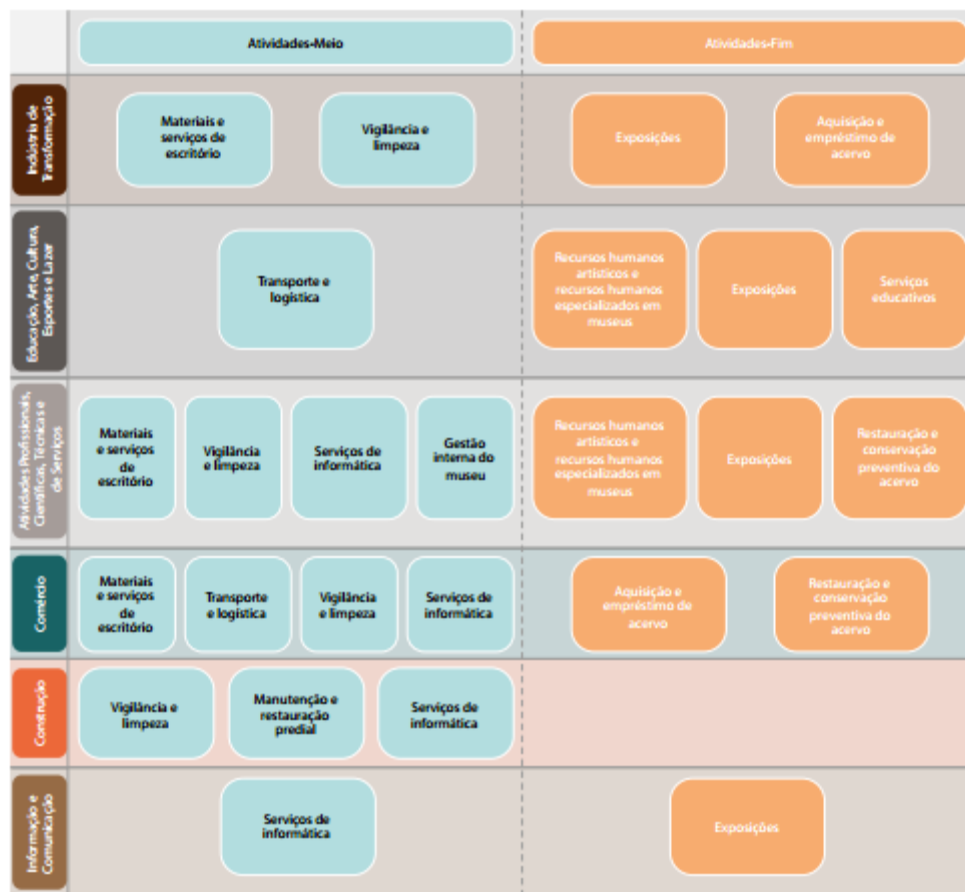 Atividades-Meio
Atividades-Fim
Indústria de
Transformação
Materiais e
serviços de
escritório
Vigilância e
limpeza
Exposições
Aquisição e
empréstimo de
acervo
Educação, Arte, Cultura,
Esportes e Lazer
Transporte e
logística
Recursos humanos
artísticos e
recursos humanos
especializados em
museus
Exposições
Serviços
educativos
Atividades Profissionais,
Científicas, Técnicas e
de Serviços
Materiais
e serviços
de
escritório
Vigilância
e limpeza
Serviços de
informática
Gestão
interna do
museu
Recursos humanos
artísticos e
recursos humanos
especializados em
museus
Exposições
Restauração e
conservação
preventiva do
acervo
Comércio
Materiais
e serviços
de
escritório
Transporte
e logística
Vigilância
e limpeza
Serviços de
informática
Aquisição e
empréstimo de
acervo
Restauração e
conservação
preventiva do
acervo
Construção
Vigilância e
limpeza
Manutenção e
restauração
predial
Serviços de
informática
Informação e
Comunicação
Serviços de
informática
Exposições